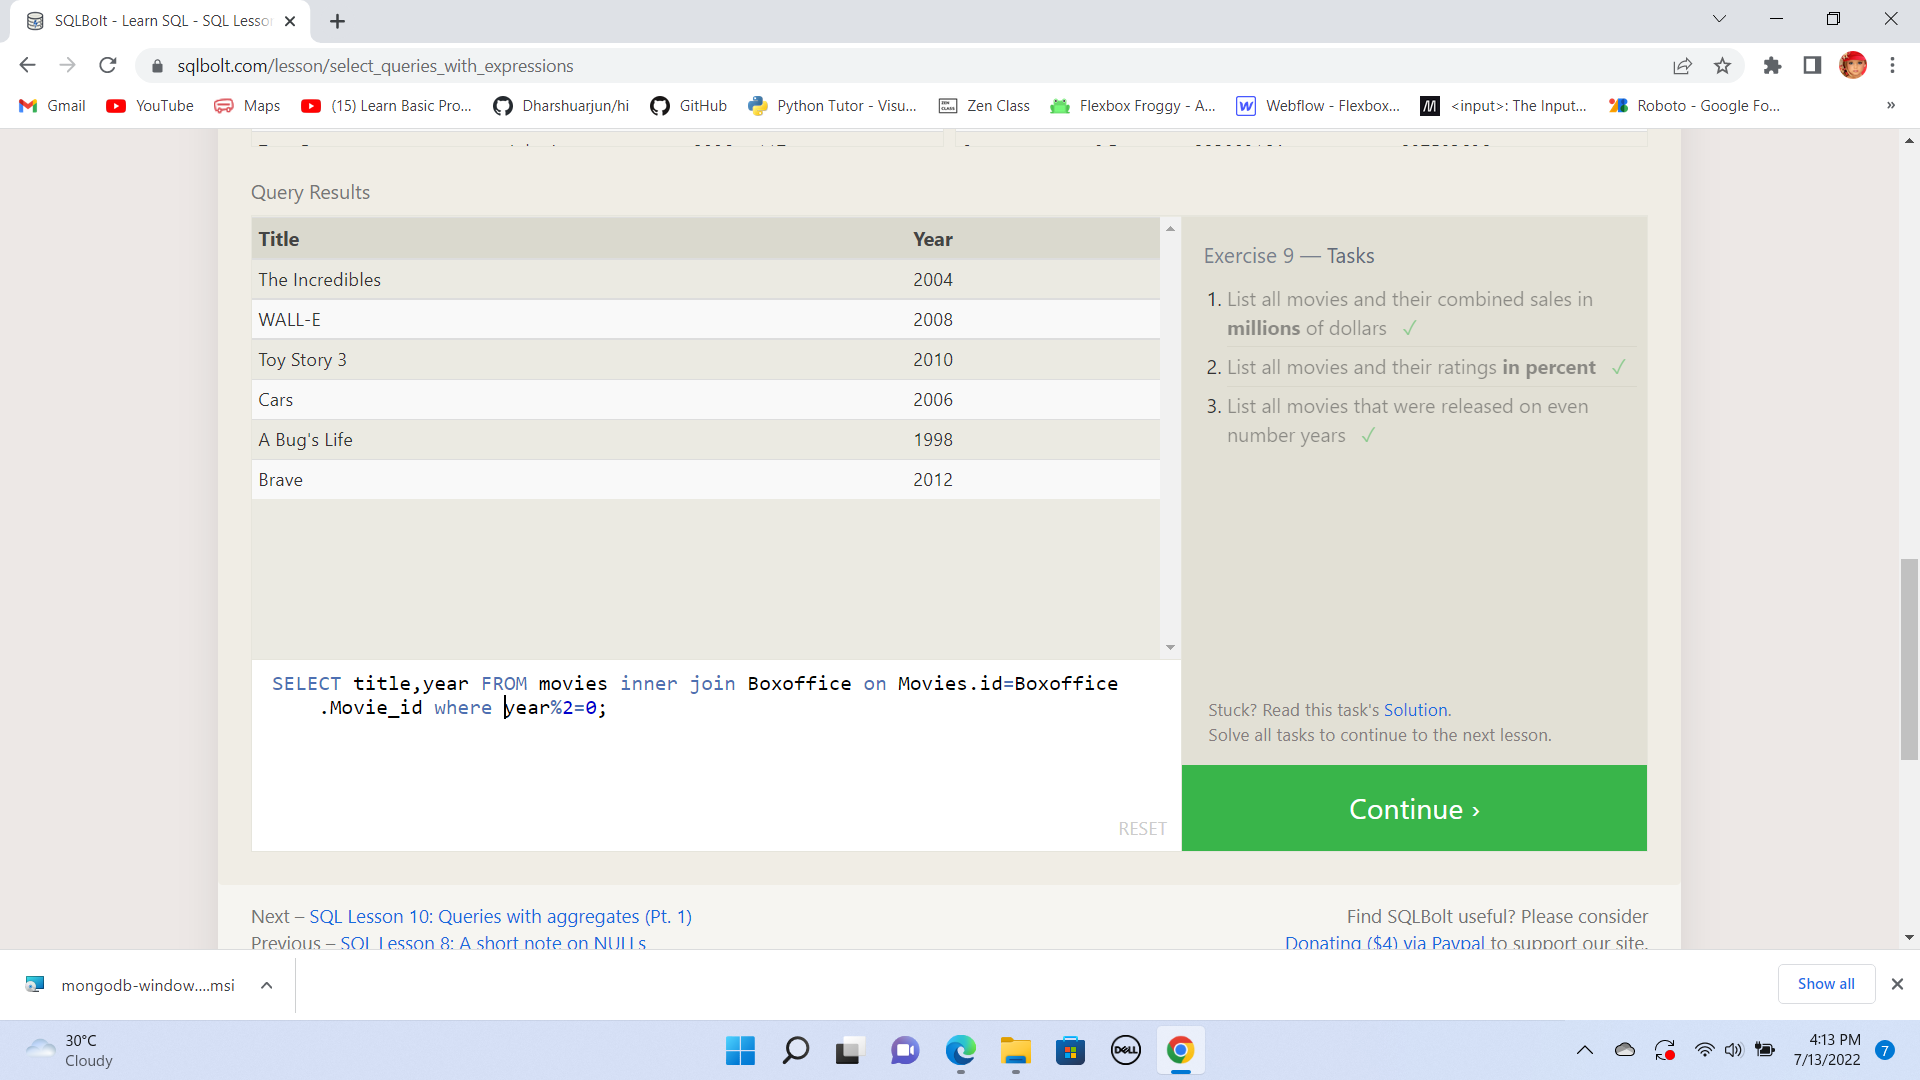 SQLBolt - Learn SQL - SQL Lesso
sqlbolt.com/lesson/select_queries_with_expressions
Gmail
YouTube
Maps
(15) Learn Basic Pro...
Dharshuarjun/hi
GitHub
Python Tutor - Visu...
Zen Class
Flexbox Froggy - A...
Webflow - Flexbox...
<input>: The Input...
Roboto - Google Fo...
»
Query Results
Title Year
The Incredibles 2004
WALL-E 2008
Toy Story 3 2010
Cars 2006
A Bug's Life 1998
Brave 2012
Exercise 9 — Tasks
1. List all movies and their combined sales in
millions of dollars ✓
2. List all movies and their ratings in percent ✓
3. List all movies that were released on even
number years ✓
SELECT title,year FROM movies inner join Boxoffice on Movies.id=Boxoffice
.Movie_id where year%2=0;
RESET
Stuck? Read this task's Solution.
Solve all tasks to continue to the next lesson.
Continue ›
Next – SQL Lesson 10: Queries with aggregates (Pt. 1)
Previous – SQL Lesson 8: A short note on NULLs
Find SQLBolt useful? Please consider
Donating ($4) via Paypal to support our site.
mongodb-window....msi
Show all
30°C
Cloudy
DELL
4:13 PM
7/13/2022
7